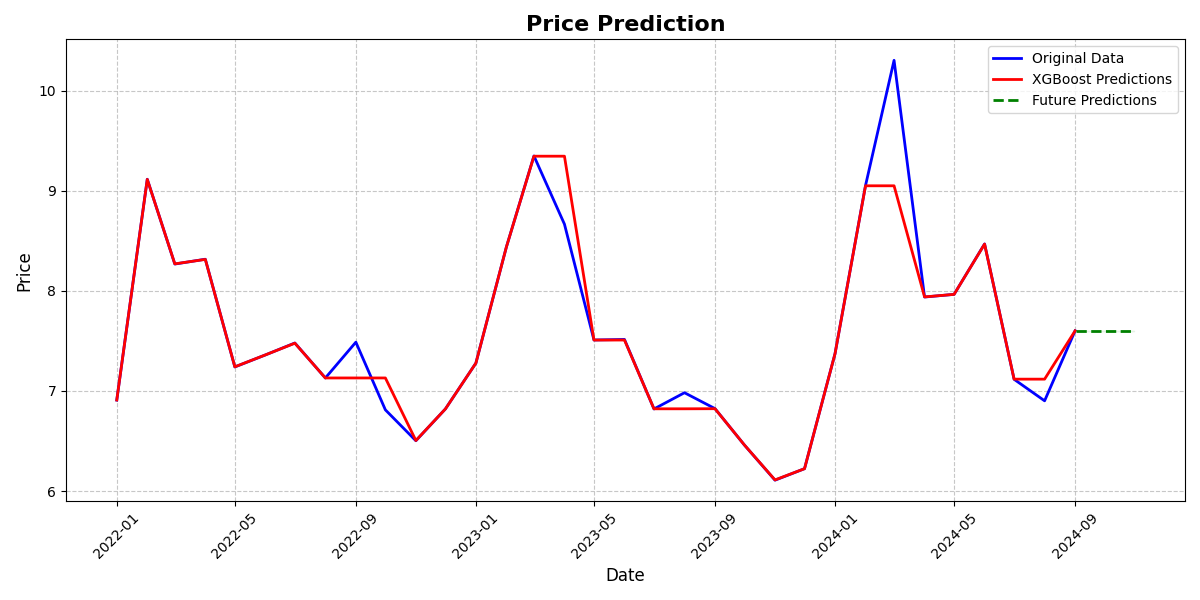 Price Prediction
Original Data
XGBoost Predictions
Future Predictions
Price
10
9
8
7
6
2022-01
2022-05
2022-09
2023-01
2023-05
2023-09
2024-01
2024-05
2024-09
Date